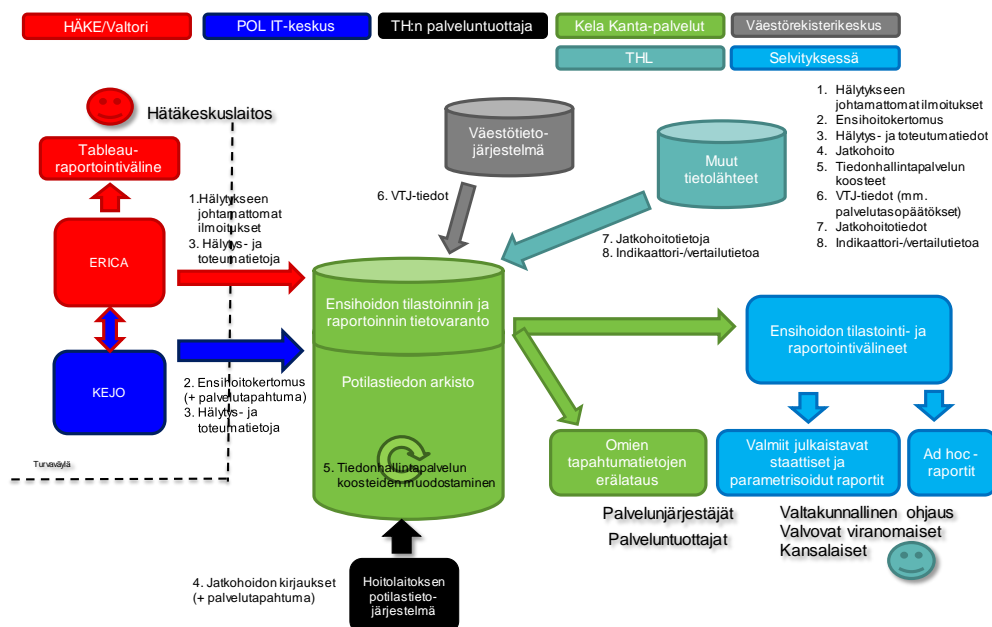 HÄKE/Valtori
POL IT-keskus
TH:n palveluntuottaja
Kela Kanta-palvelut
Väestörekisterikeskus
THL
Selvityksessä
Hätäkeskuslaitos
Tableau-
raportointiväline
ERICA
KEJO
Turvaväylä
1.Hälytykseen
johtamattomat
ilmoitukset
3. Hälytys- ja
toteumatietoja
2. Ensihoitokertomus
(+ palvelutapahtuma)
3. Hälytys- ja
toteumatietoja
Väestötieto-
järjestelmä
6. VTJ-tiedot
Muut
tietolähteet
7. Jatkohoitotietoja
8. Indikaattori-/vertailutietoa
1. Hälytykseen
johtamattomat ilmoitukset
2. Ensihoitokertomus
3. Hälytys- ja toteutumatiedot
4. Jatkohoito
5. Tiedonhallintapalvelun
koosteet
6. VTJ-tiedot (mm.
palvelutasopäätökset)
7. Jatkohoitotiedot
8. Indikaattori-/vertailutietoa
Ensihoidon tilastoinnin ja
raportoinnin tietovaranto
Potilastiedon arkisto
5. Tiedonhallintapalvelun
koosteiden muodostaminen
4. Jatkohoidon kirjaukset
(+ palvelutapahtuma)
Hoitolaitoksen
potilastieto-
järjestelmä
Ensihoidon tilastointi- ja
raportointivälineet
Omien
tapahtumatietojen
erälataus
Valmiit julkaistavat
staattiset ja
parametrisoidut raportit
Ad hoc -
raportit
Palvelunjärjestäjät
Palveluntuottajat
Valtakunnallinen ohjaus
Valvovat viranomaiset
Kansalaiset